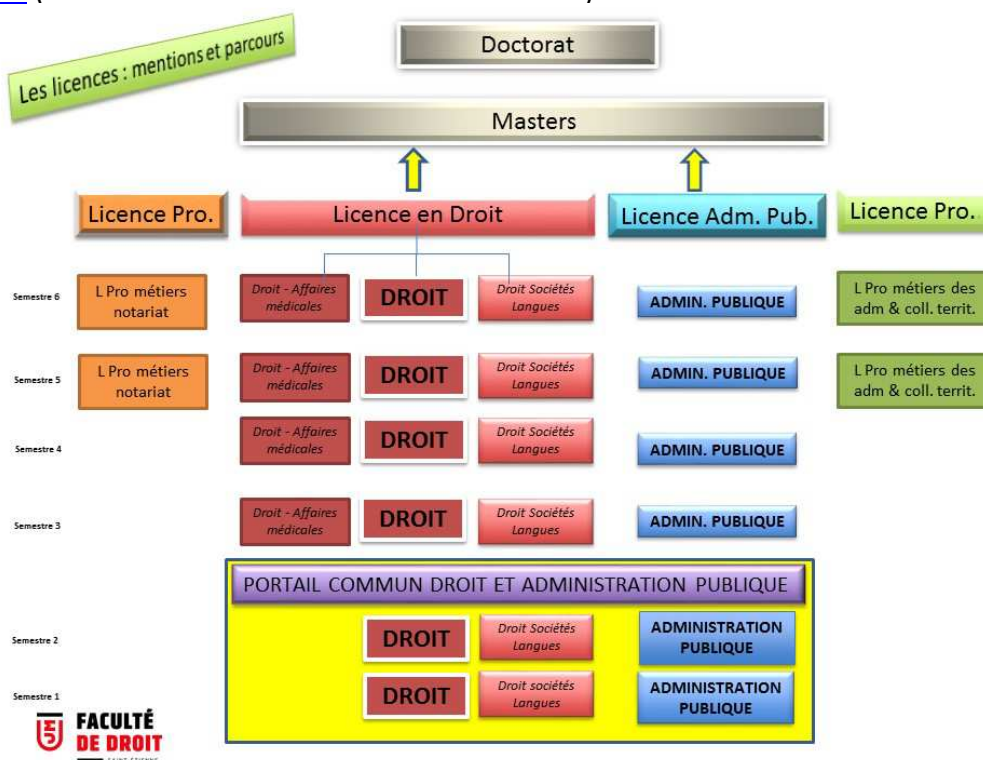 Les licences : mentions et parcours
Doctorat
Masters
Licence Pro.
Licence en Droit
Licence Adm. Pub.
Licence Pro.
Semestre 6
L Pro métiers
notariat
Droit - Affaires
médicales
DROIT
Droit Sociétés
Langues
ADMIN. PUBLIQUE
L Pro métiers des
adm & coll. territ.
Semestre 5
L Pro métiers
notariat
Droit - Affaires
médicales
DROIT
Droit Sociétés
Langues
ADMIN. PUBLIQUE
L Pro métiers des
adm & coll. territ.
Semestre 4
Droit - Affaires
médicales
DROIT
Droit Sociétés
Langues
ADMIN. PUBLIQUE
Semestre 3
Droit - Affaires
médicales
DROIT
Droit Sociétés
Langues
ADMIN. PUBLIQUE
PORTAIL COMMUN DROIT ET ADMINISTRATION PUBLIQUE
Semestre 2
DROIT
Droit Sociétés
Langues
ADMINISTRATION
PUBLIQUE
Semestre 1
DROIT
Droit sociétés
Langues
ADMINISTRATION
PUBLIQUE
FACULTÉ
DE DROIT